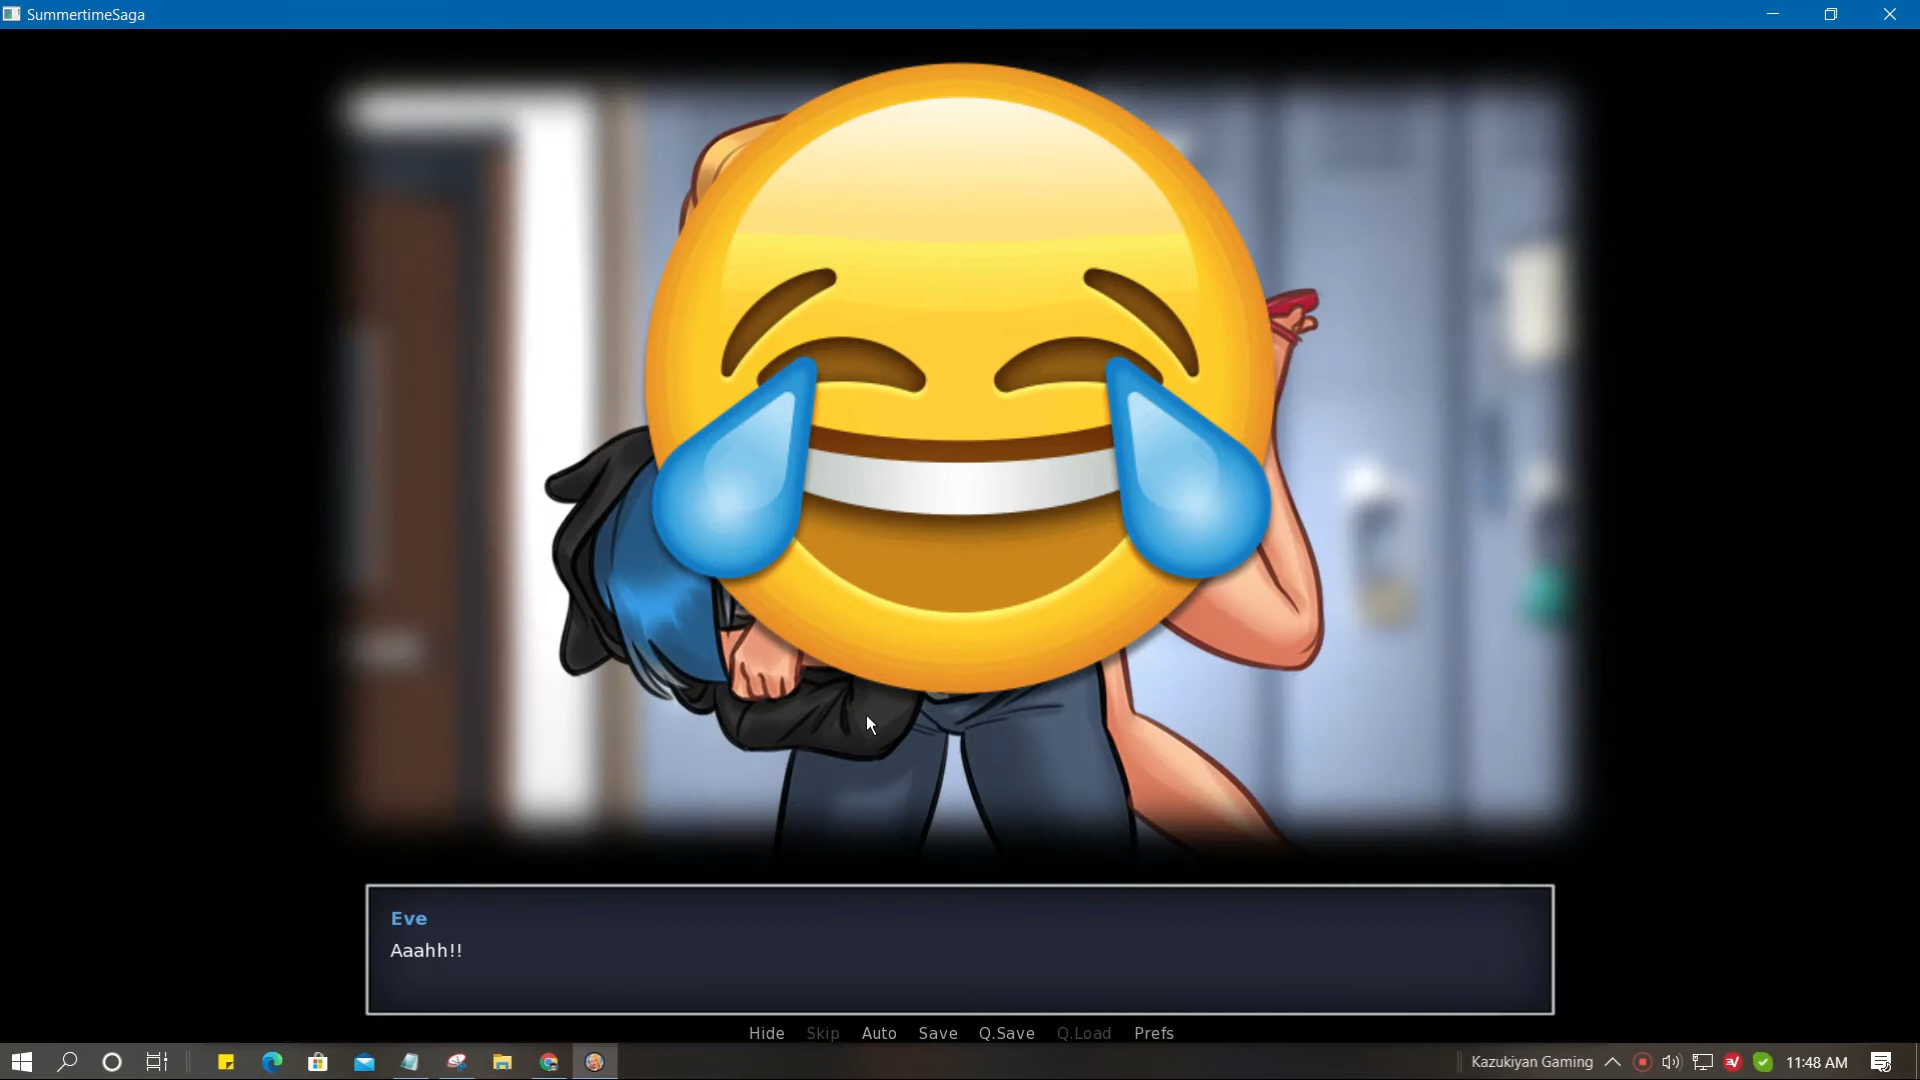 SummertimeSaga
Eve
Aaahh!!
Hide Skip Auto Save Q.Save Q.Load Prefs
Kazukiyan Gaming 11:48 AM